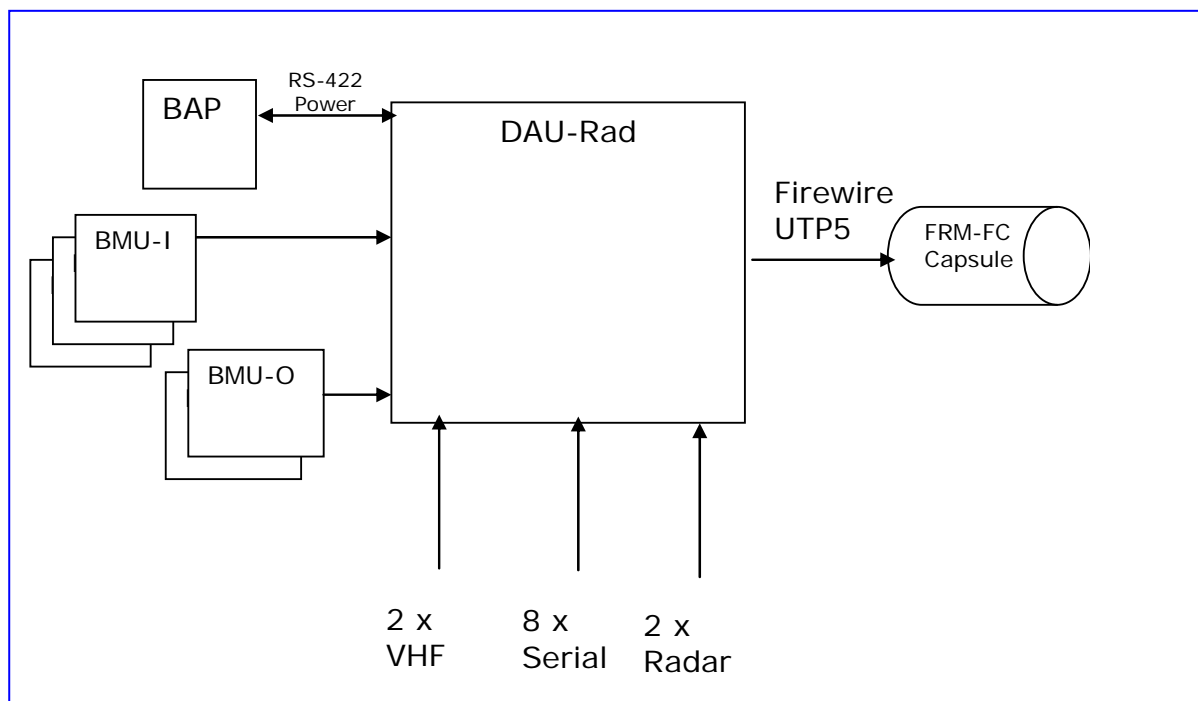 RS-422
Power
BAP
DAU-Rad
Firewire
UTP5
BMU-I
FRM-FC
Capsule
BMU-O
2 x
VHF
8 x
Serial
2 x
Radar